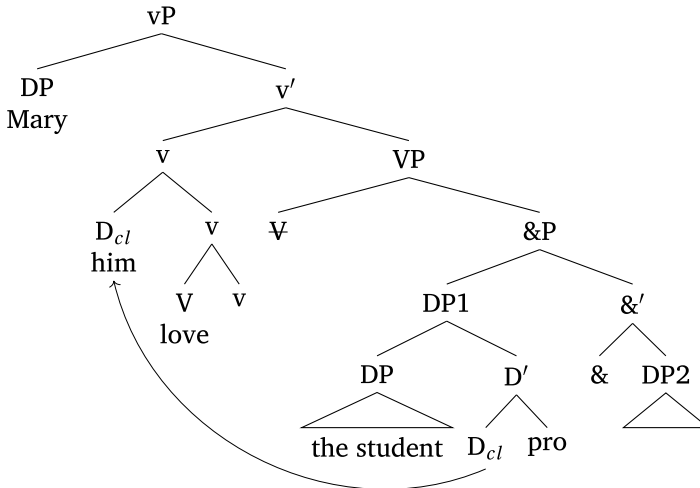 vP
DP
Mary
v′
v
VP
D_cl
him
v
V
&P
V
love
v
DP1
&′
DP
D′
&
DP2
the student
D_cl
pro